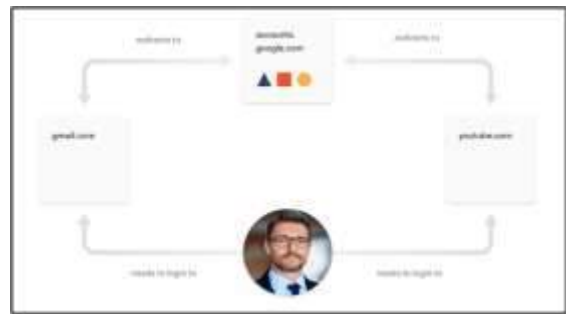 redirects to
accounts.
google.com
redirects to
gmail.com
youtube.com
needs to login to
needs to login to